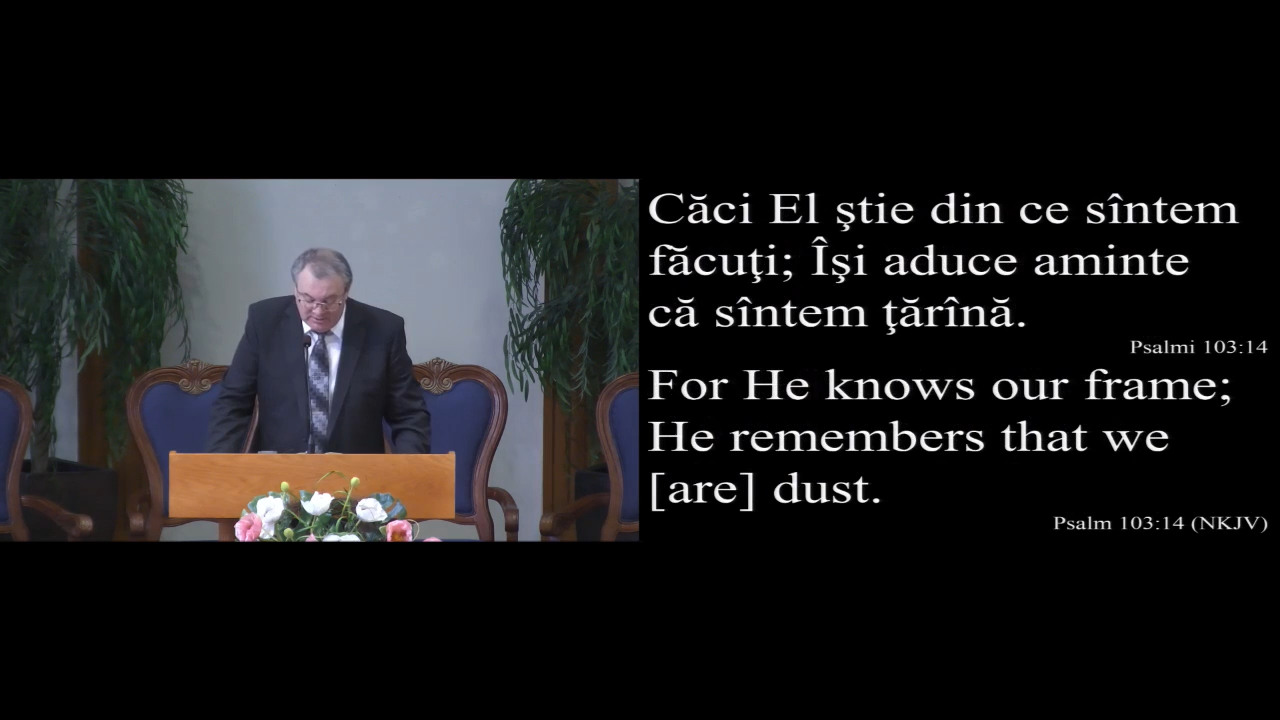 Căci El ştie din ce sîntem
făcuţi; Îşi aduce aminte
că sîntem ţărînă.
Psalmi 103:14
For He knows our frame;
He remembers that we
[are] dust.
Psalm 103:14 (NKJV)